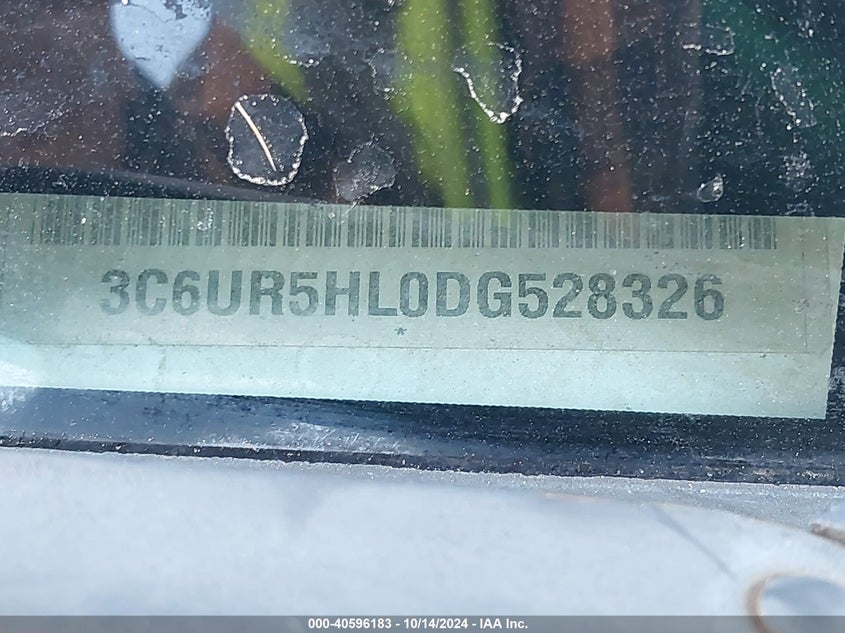 3C6UR5HL0DG528326
*
000-40596183 - 10/14/2024 - IAA Inc.